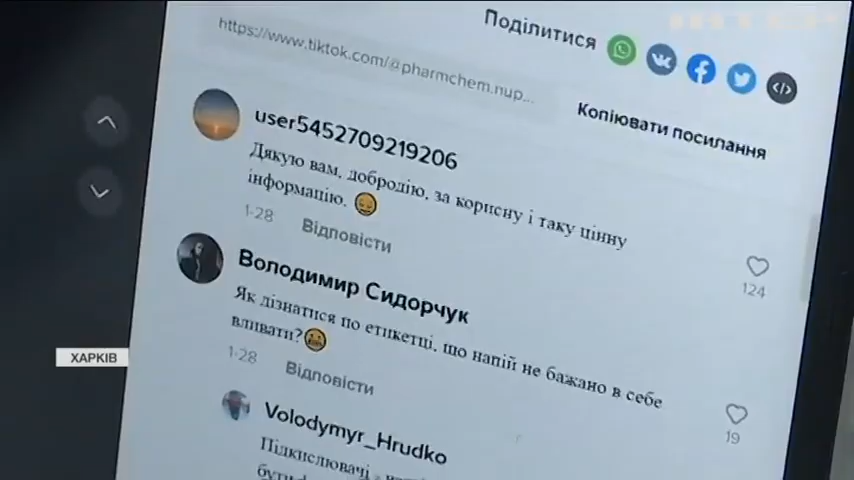 Поділитися
https://www.tiktok.com/@pharmchem.nup...
Копіювати посилання
user5452709219206
Дякую вам, добродію, за корисну і таку цінну
інформацію.
1-28 Відповісти
124
Володимир Сидорчук
Як дізнатися по етикетці, що напій не бажано в себе
вливати?
1-28 Відповісти
19
ХАРКІВ
Volodymyr_Hrudko
Підкислювачі